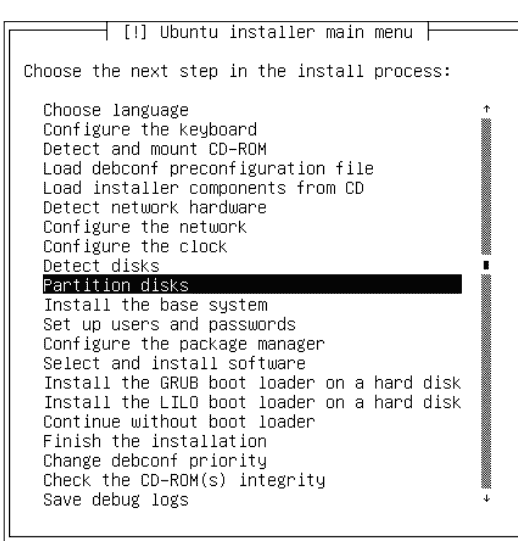 [!] Ubuntu installer main menu
Choose the next step in the install process:
Choose language
Configure the keyboard
Detect and mount CD-ROM
Load debconf preconfiguration file
Load installer components from CD
Detect network hardware
Configure the network
Configure the clock
Detect disks
Partition disks
Install the base system
Set up users and passwords
Configure the package manager
Select and install software
Install the GRUB boot loader on a hard disk
Install the LILO boot loader on a hard disk
Continue without boot loader
Finish the installation
Change debconf priority
Check the CD-ROM(s) integrity
Save debug logs